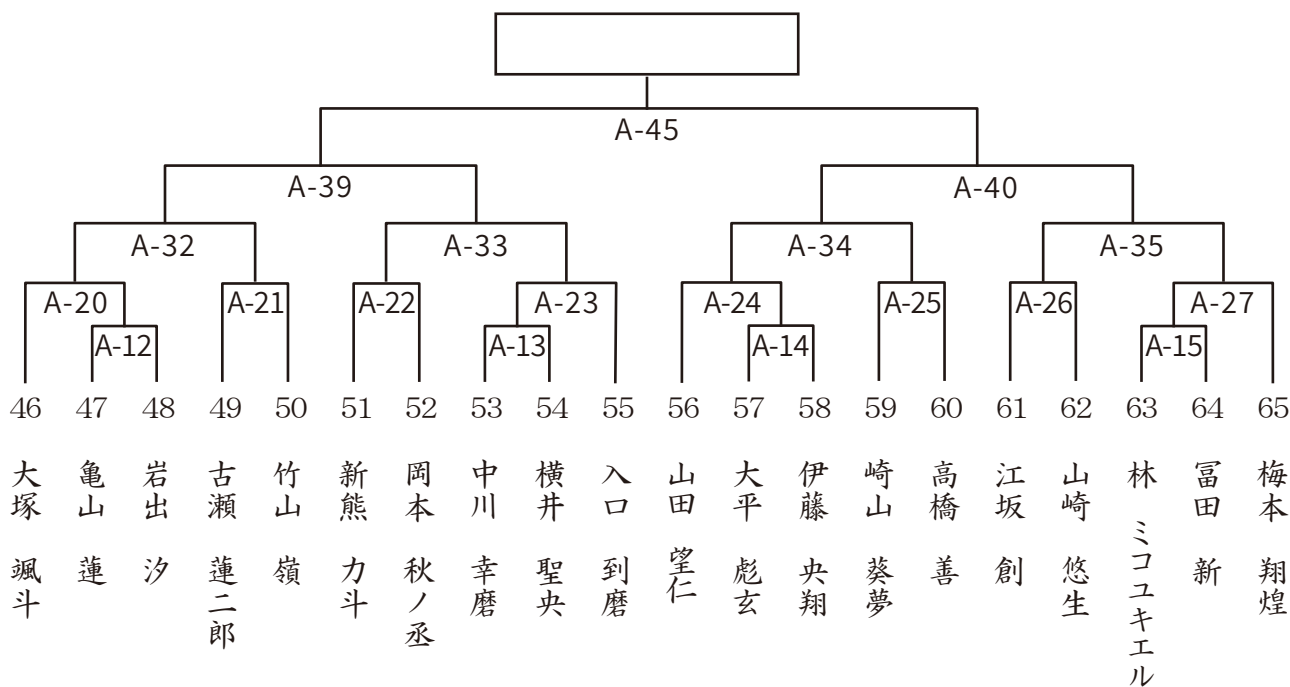 A-45
A-39
A-40
A-32
A-33
A-34
A-35
A-20
A-21
A-22
A-23
A-24
A-25
A-26
A-27
A-12
A-13
A-14
A-15
46
47
48
49
50
51
52
53
54
55
56
57
58
59
60
61
62
63
64
65
大塚 颯斗
亀山 蓮
岩出 汐
古瀬 蓮二郎
竹山 嶺
新熊 力斗
岡本 秋ノ丞
中川 幸磨
横井 聖央
入口 到磨
山田 望仁
大平 彪玄
伊藤 央翔
崎山 葵夢
高橋 善
江坂 創
山崎 悠生
林 ミコユキエル
冨田 新
梅本 翔煌